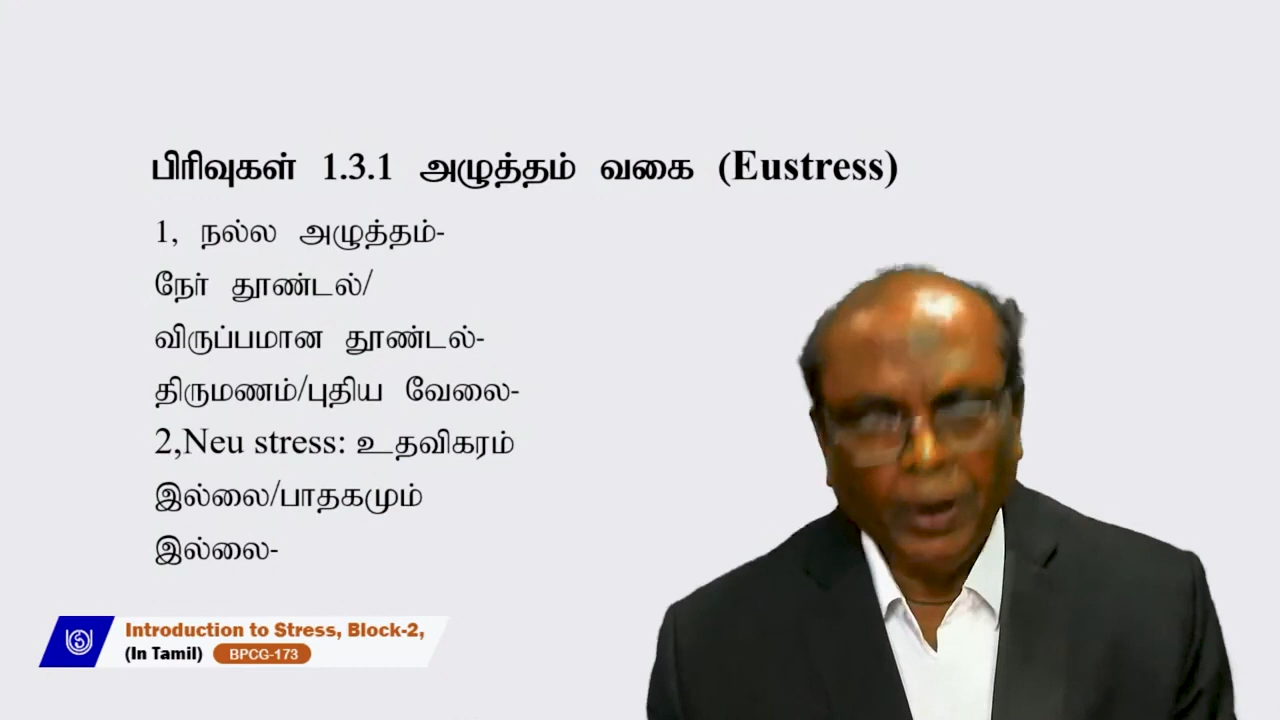 பிரிவுகள் 1.3.1 அழுத்தம் வகை (Eustress)
1, நல்ல அழுத்தம்-
நேர் தூண்டல்/
விருப்பமான தூண்டல்-
திருமணம்/புதிய வேலை-
2,Neu stress: உதவிகரம்
இல்லை/பாதகமும்
இல்லை-
Introduction to Stress, Block-2,
(In Tamil) BPCG-173